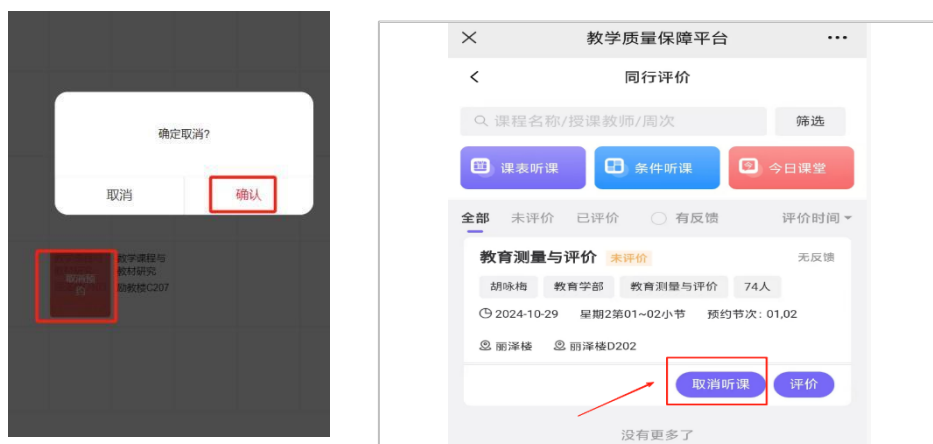 确定取消?
取消
确认
取消预
约
教学课程与
教材研究
励教楼C207
教学质量保障平台
同行评价
课程名称/授课教师/周次
筛选
课表听课
条件听课
今日课堂
全部 未评价 已评价 有反馈 评价时间
教育测量与评价 未评价 无反馈
胡咏梅 教育学部 教育测量与评价 74人
2024-10-29 星期2第01~02小节 预约节次: 01,02
丽泽楼 丽泽楼D202
取消听课 评价
没有更多了